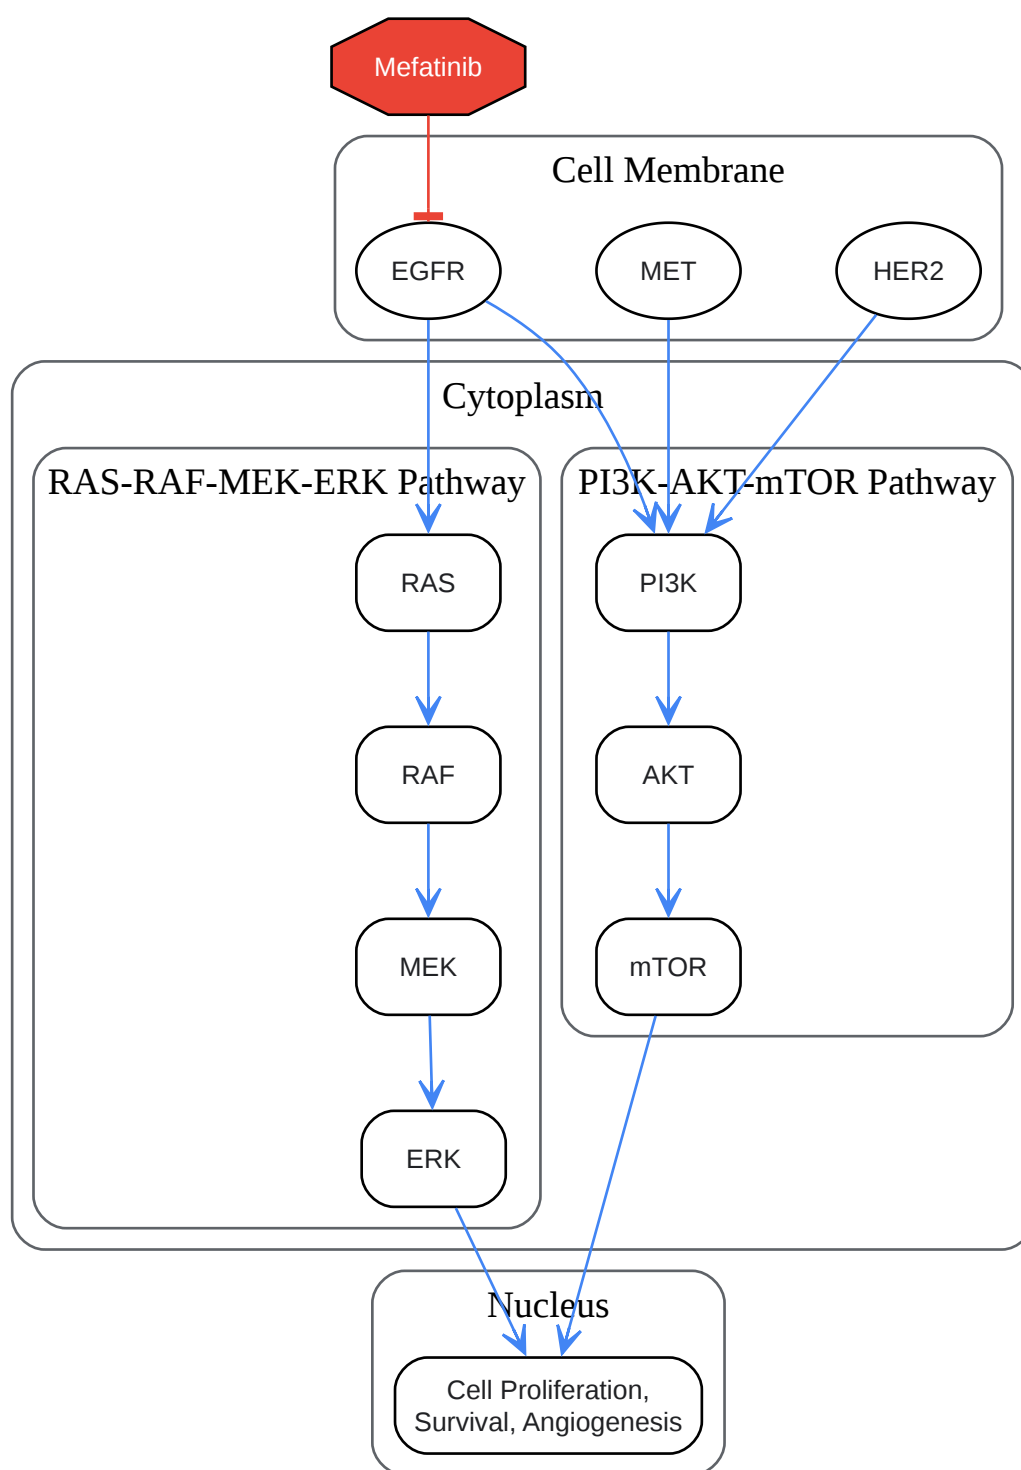 Mefatinib
Cell Membrane
EGFR
MET
HER2
Cytoplasm
RAS-RAF-MEK-ERK Pathway
PI3K-AKT-mTOR Pathway
RAS
PI3K
RAF
AKT
MEK
mTOR
ERK
Nucleus
Cell Proliferation,
Survival, Angiogenesis